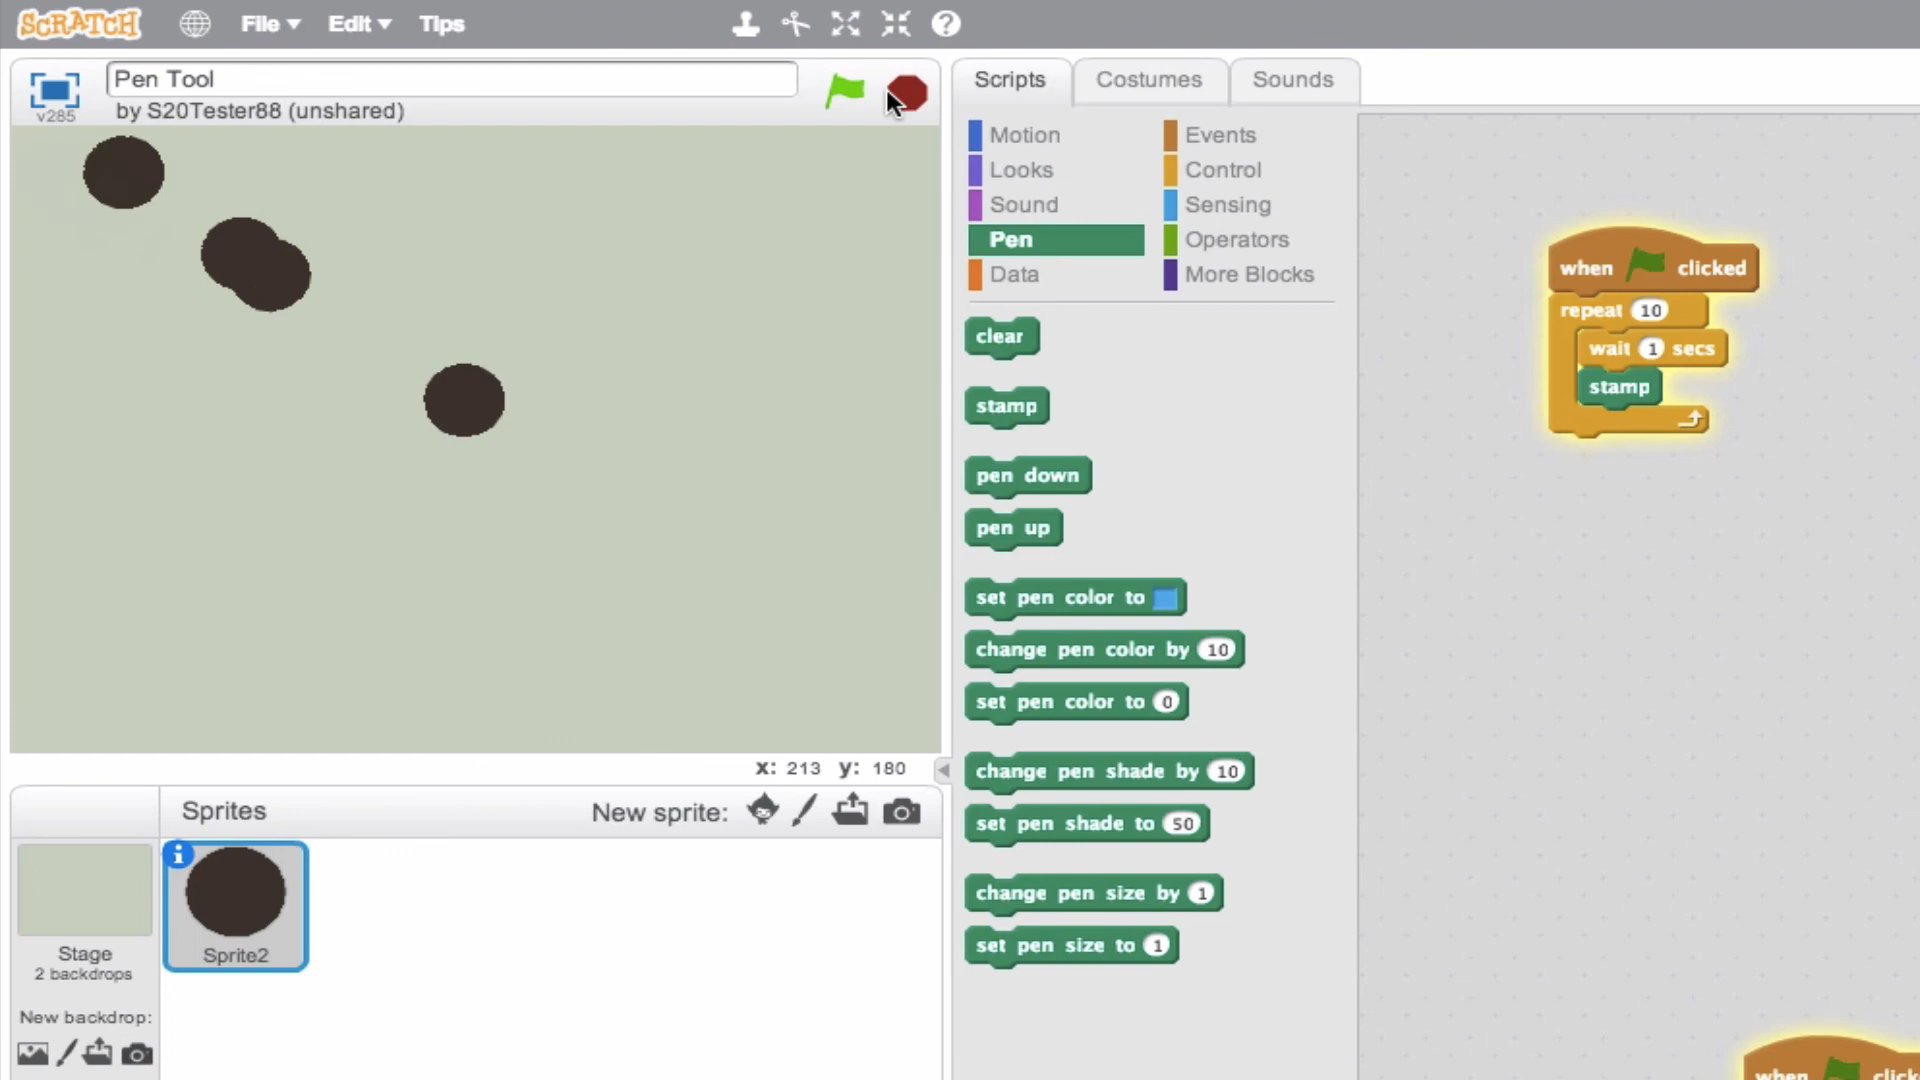 SCRATCH
File
Edit
Tips
?
v285
Pen Tool
by S20Tester88 (unshared)
Scripts
Costumes
Sounds
Motion
Looks
Sound
Pen
Data
Events
Control
Sensing
Operators
More Blocks
clear
stamp
pen down
pen up
set pen color to
change pen color by 10
set pen color to 0
change pen shade by 10
set pen shade to 50
change pen size by 1
set pen size to 1
when clicked
repeat 10
wait 1 secs
stamp
x: 213 y: 180
Sprites
New sprite:
i
Sprite2
Stage
2 backdrops
New backdrop:
when